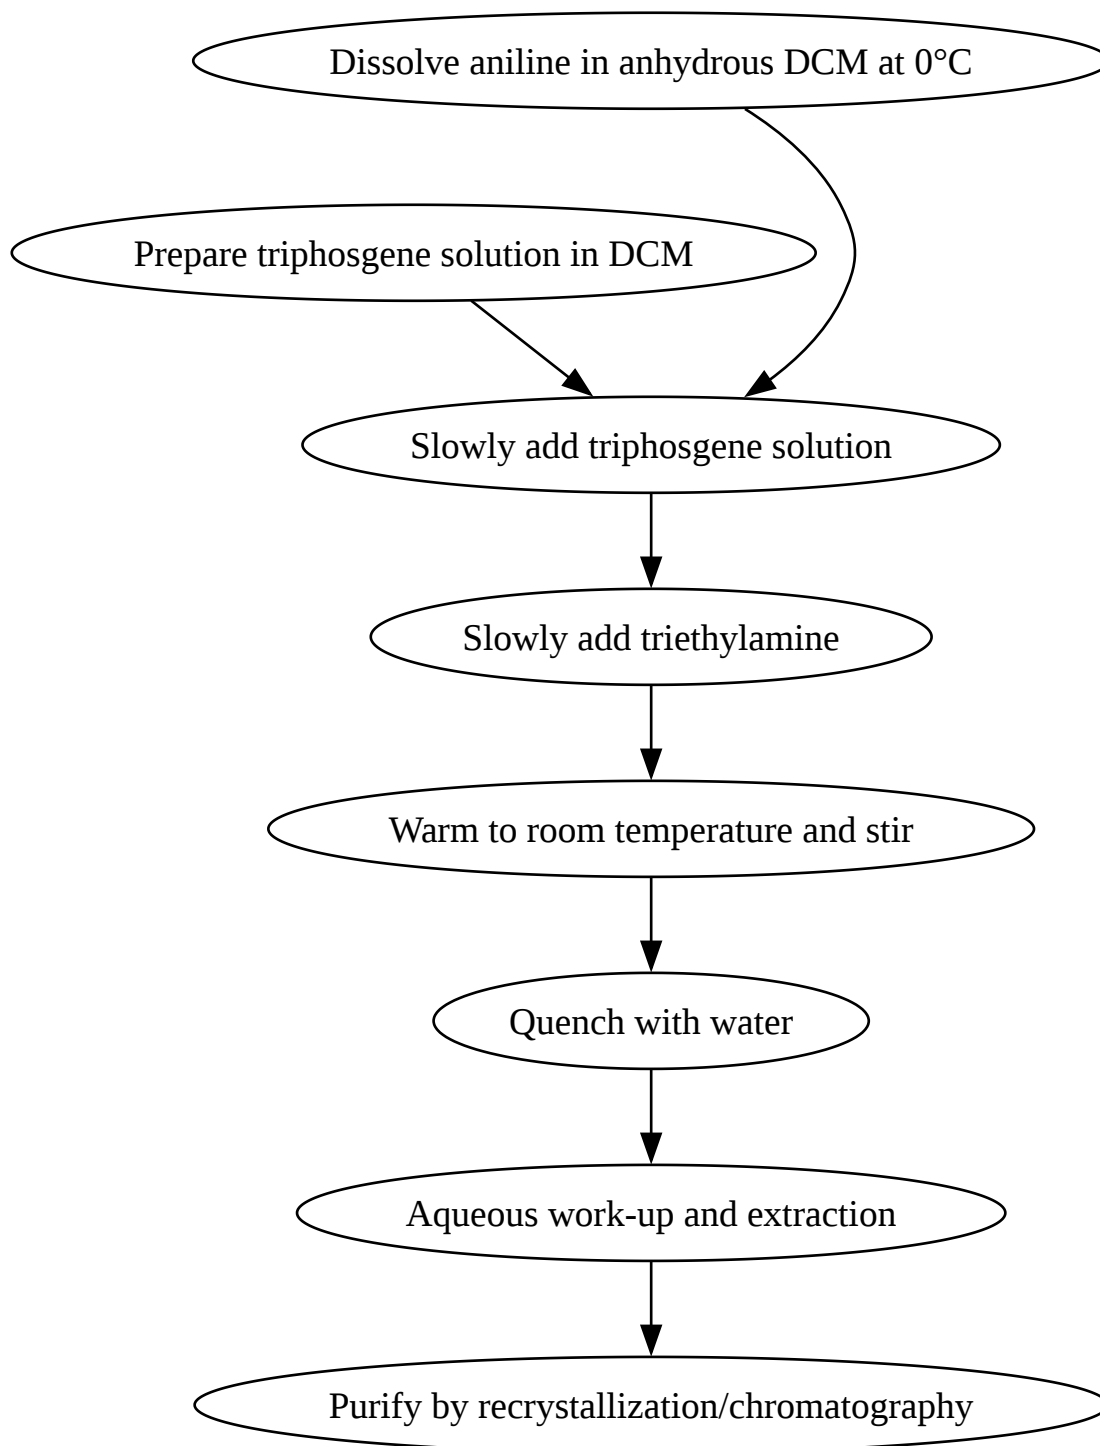 Dissolve aniline in anhydrous DCM at 0°C
Prepare triphosgene solution in DCM
Slowly add triphosgene solution
Slowly add triethylamine
Warm to room temperature and stir
Quench with water
Aqueous work-up and extraction
Purify by recrystallization/chromatography